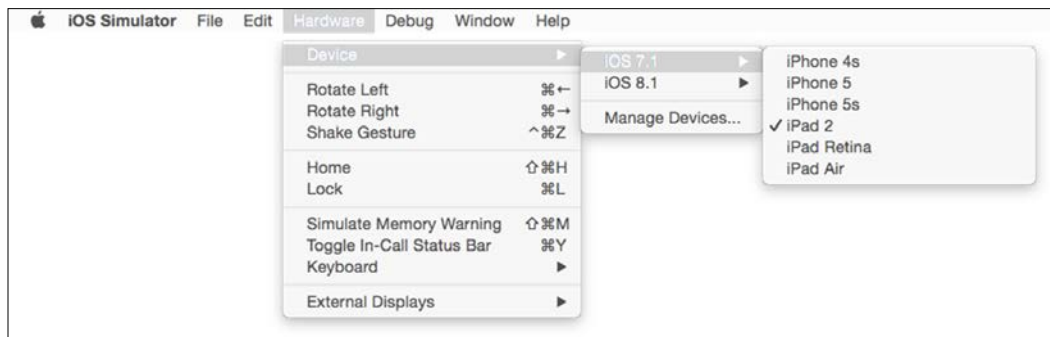 iOS Simulator File Edit Hardware Debug Window Help
Device ▶
Rotate Left ⌘←
Rotate Right ⌘→
Shake Gesture ^⌘Z
Home ⇧⌘H
Lock ⌘L
Simulate Memory Warning ⇧⌘M
Toggle In-Call Status Bar ⌘Y
Keyboard ▶
External Displays ▶
iOS 7.1 ▶
iOS 8.1 ▶
Manage Devices...
iPhone 4s
iPhone 5
iPhone 5s
✓ iPad 2
iPad Retina
iPad Air